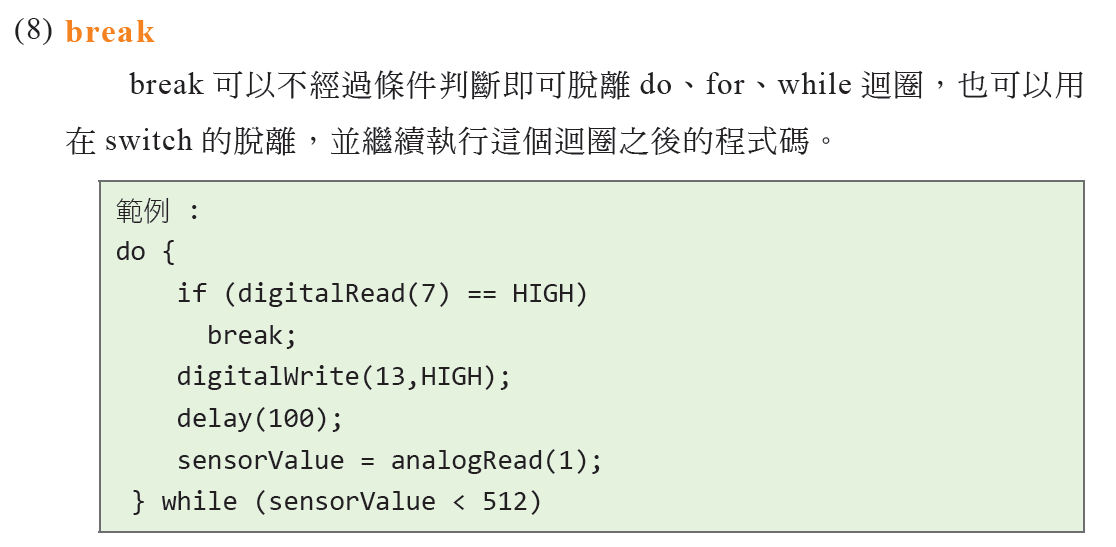 (8) break
break 可以不經過條件判斷即可脫離 do、for、while 迴圈，也可以用
在 switch 的脫離，並繼續執行這個迴圈之後的程式碼。
範例 :
do {
    if (digitalRead(7) == HIGH)
      break;
    digitalWrite(13,HIGH);
    delay(100);
    sensorValue = analogRead(1);
 } while (sensorValue < 512)